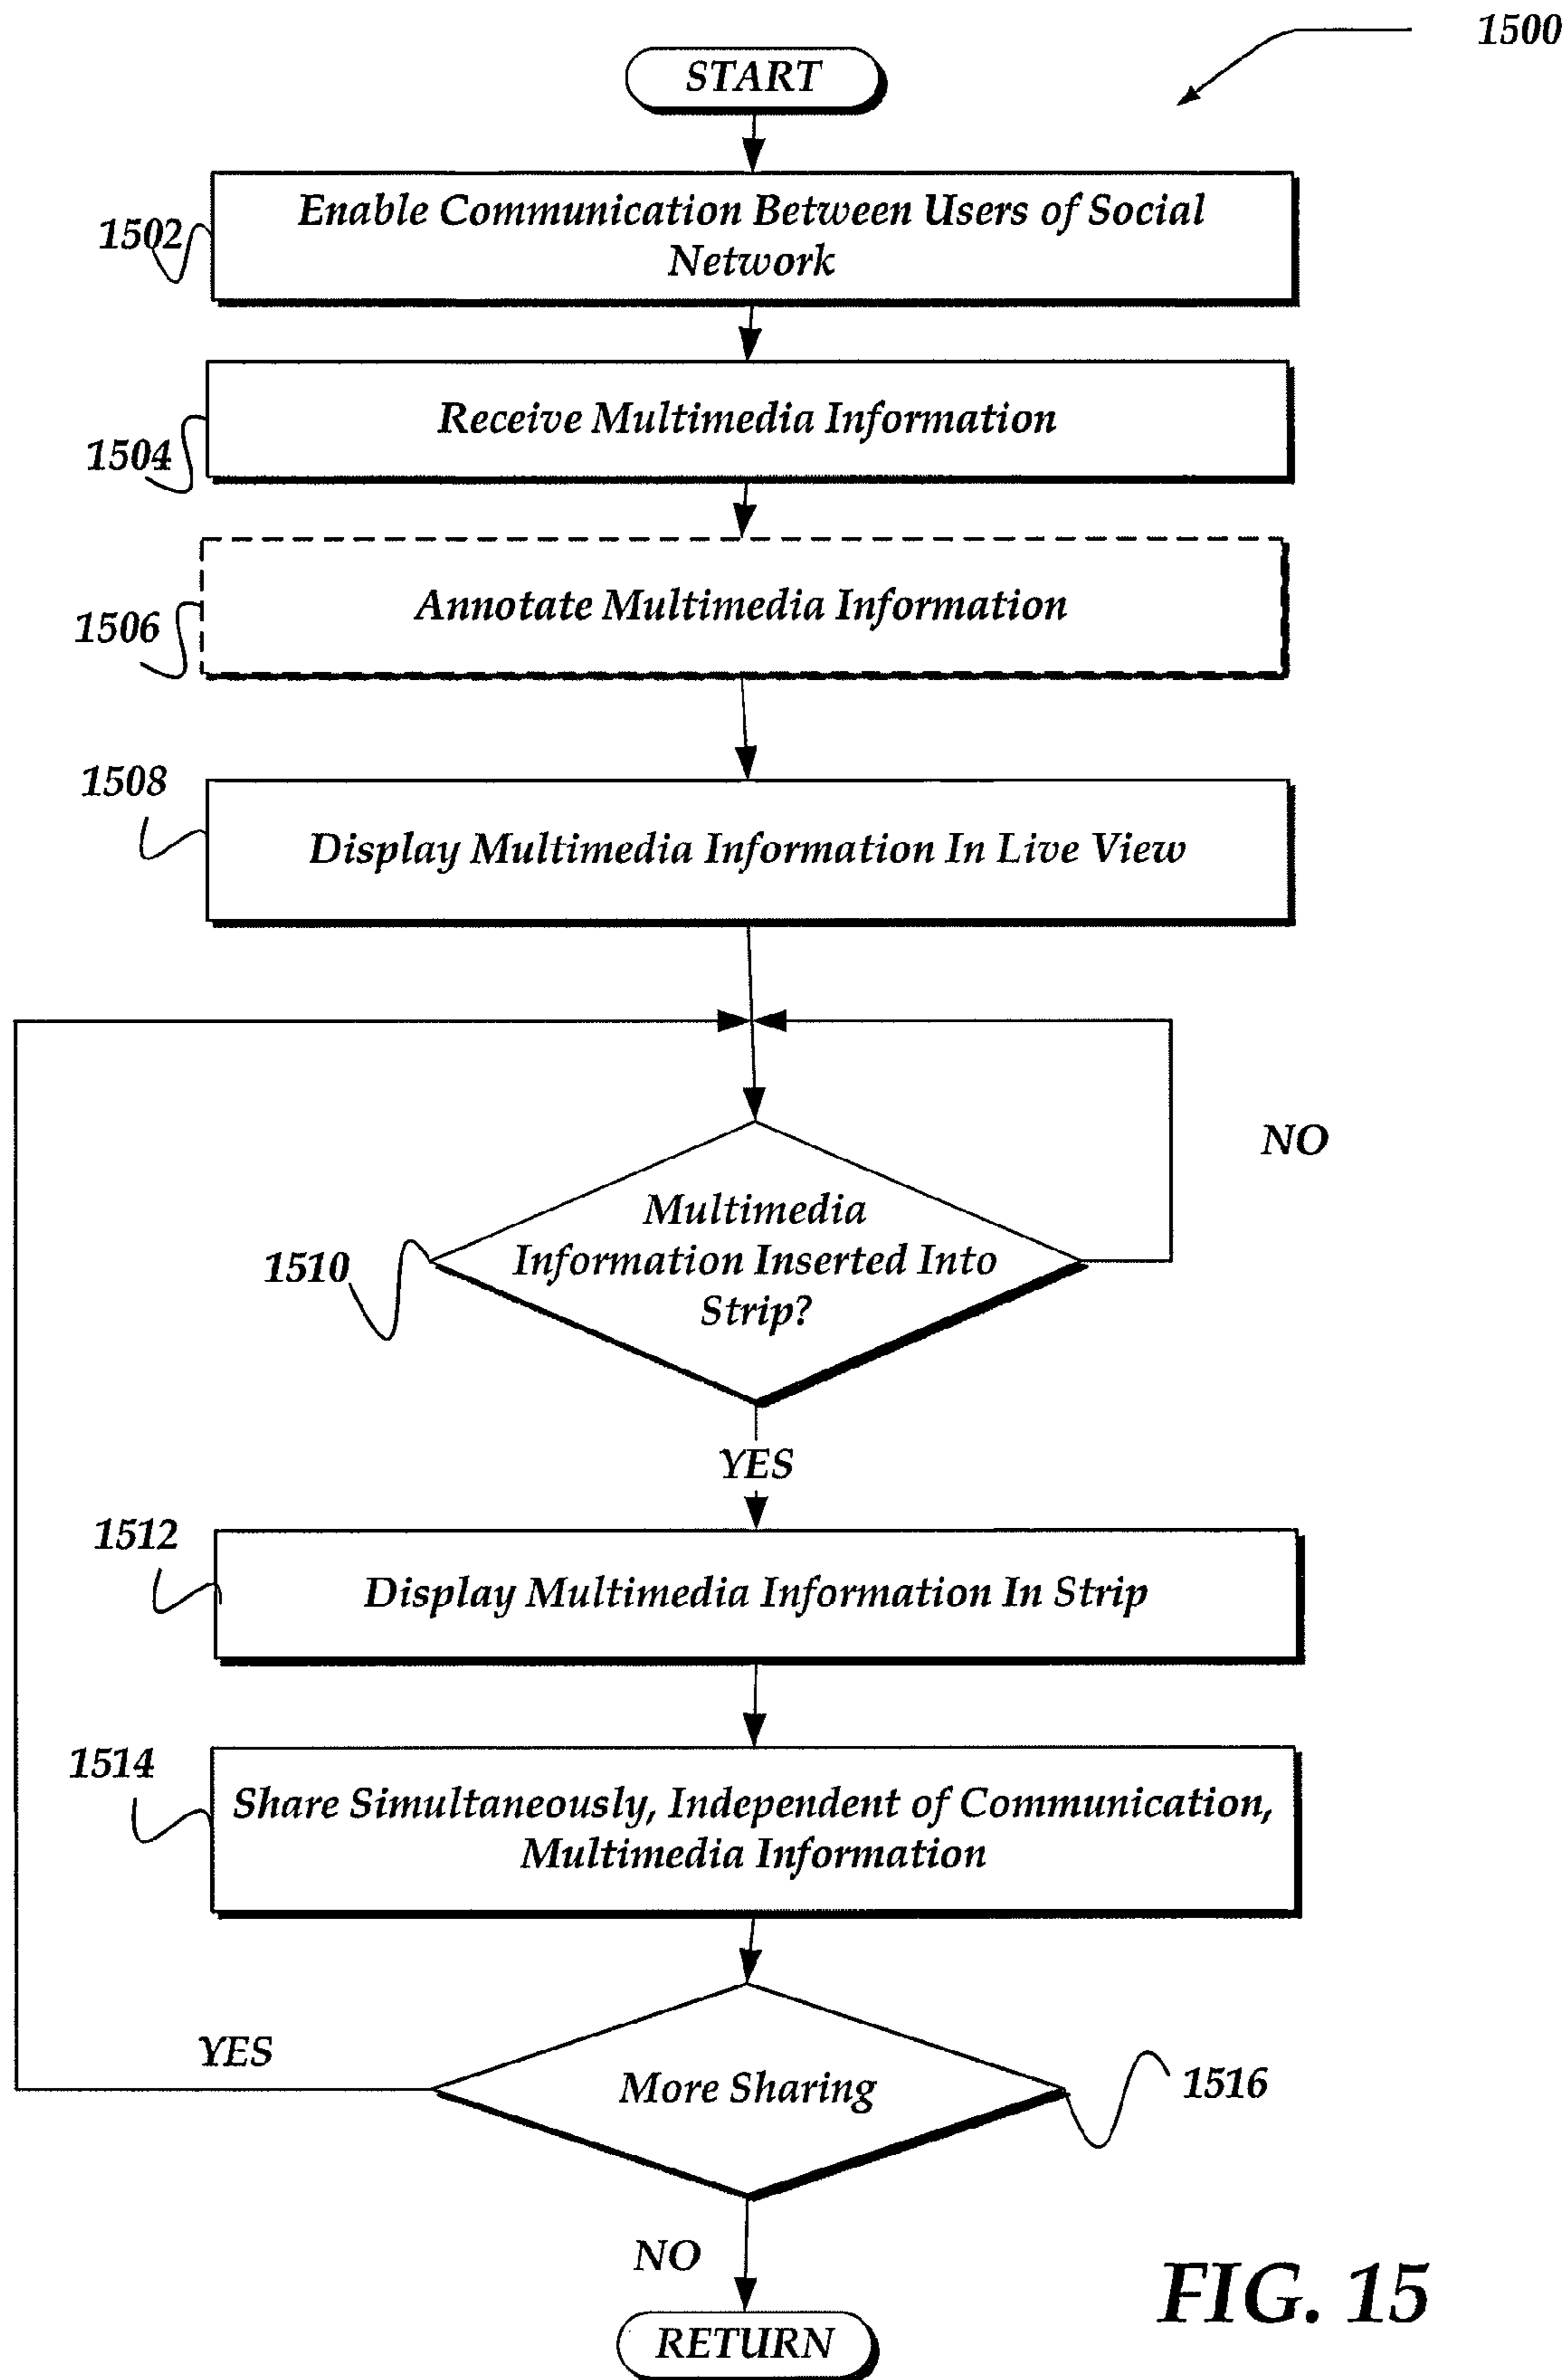 1500
START
1502
Enable Communication Between Users of Social
Network
1504
Receive Multimedia Information
1506
Annotate Multimedia Information
1508
Display Multimedia Information In Live View
NO
1510
Multimedia
Information Inserted Into
Strip?
YES
1512
Display Multimedia Information In Strip
1514
Share Simultaneously, Independent of Communication,
Multimedia Information
YES
More Sharing
1516
NO
RETURN
FIG. 15